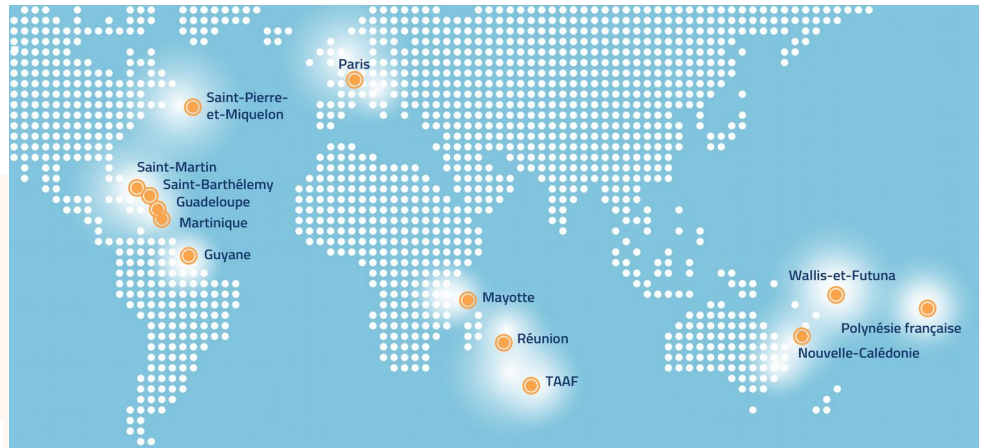 Paris
Saint-Pierre-
et-Miquelon
Saint-Martin
Saint-Barthélemy
Guadeloupe
Martinique
Guyane
Mayotte
Réunion
TAAF
Wallis-et-Futuna
Polynésie française
Nouvelle-Calédonie